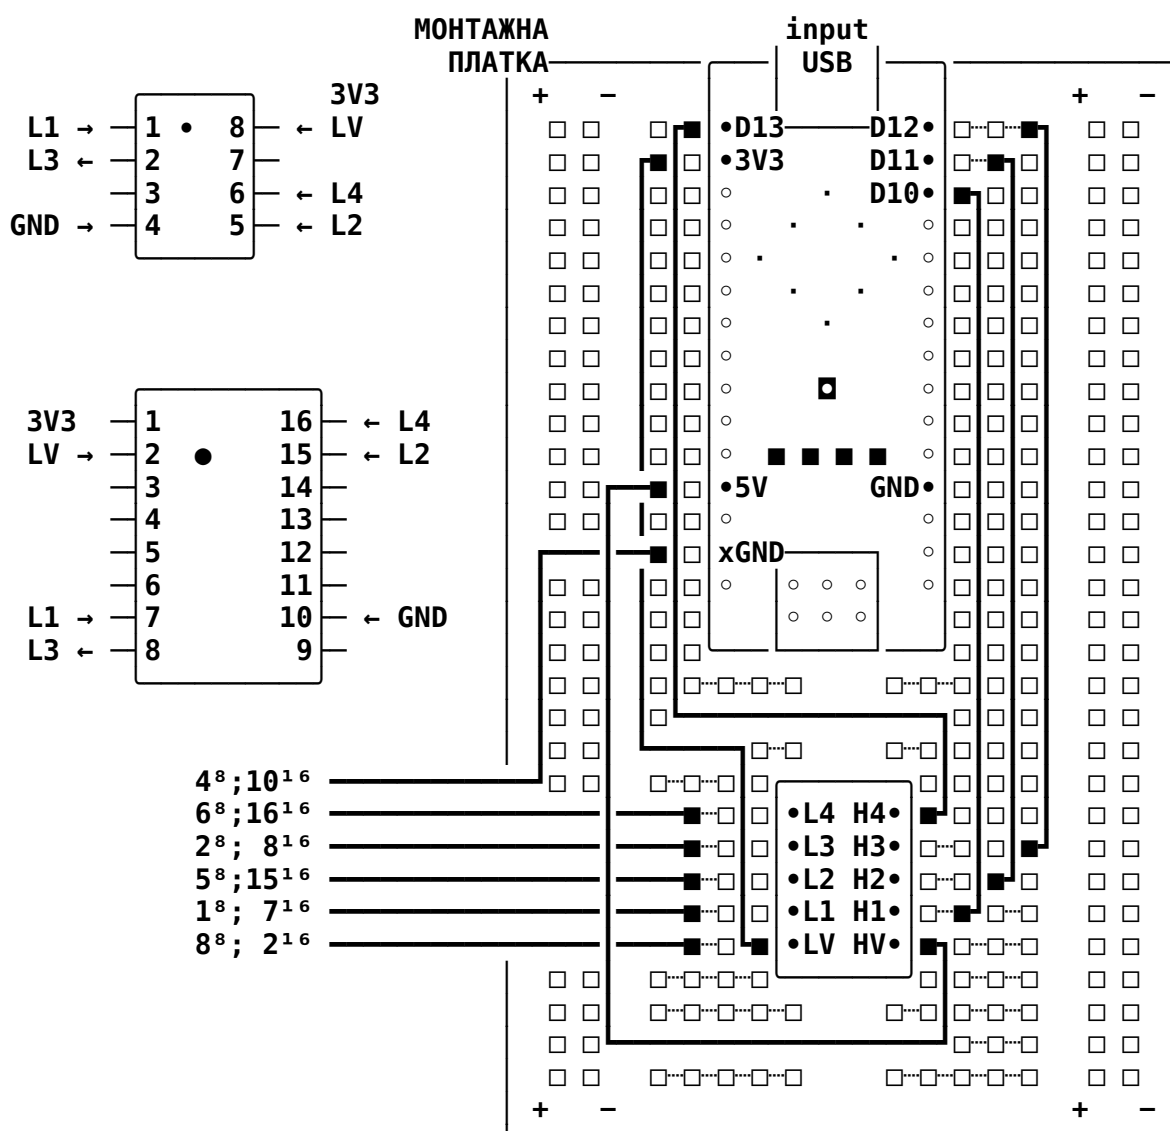 МОНТАЖНА input
ПЛАТКА USB
3V3 + − + −
L1 → 1 • 8 ← LV •D13 D12•
L3 ← 2 7 •3V3 D11•
3 6 ← L4 D10•
GND → 4 5 ← L2
3V3 1 16 ← L4
LV → 2 ● 15 ← L2
3 14 •5V GND•
4 13
5 12 xGND
6 11
L1 → 7 10 ← GND
L3 ← 8 9
4⁸;10¹⁶
6⁸;16¹⁶ •L4 H4•
2⁸; 8¹⁶ •L3 H3•
5⁸;15¹⁶ •L2 H2•
1⁸; 7¹⁶ •L1 H1•
8⁸; 2¹⁶ •LV HV•
+ − + −